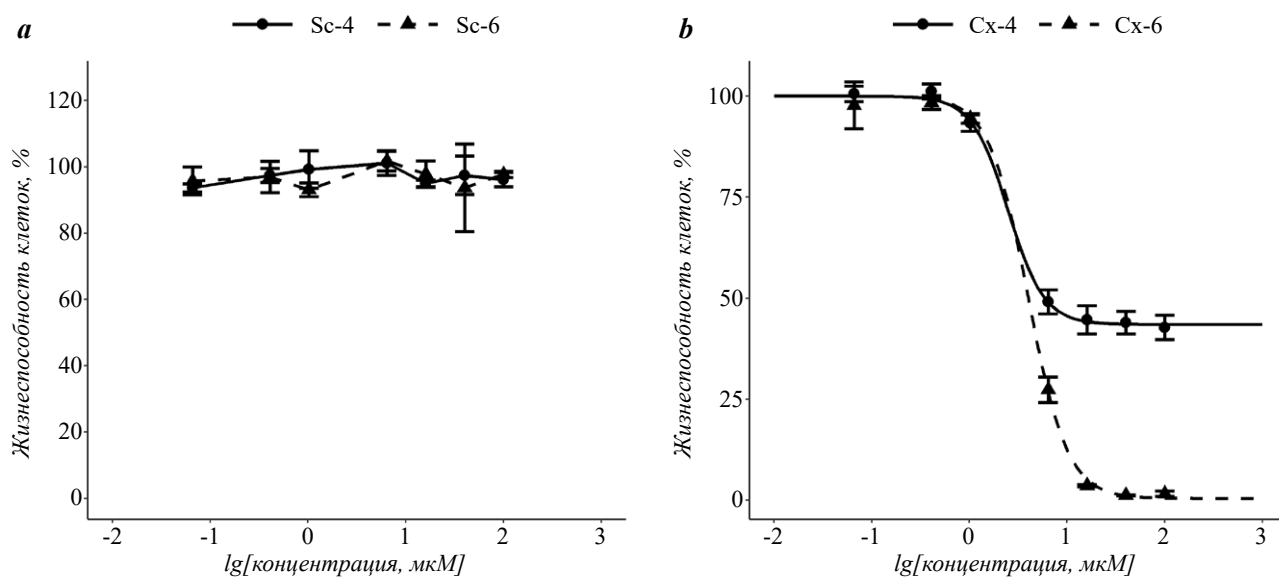 a
Sc-4 Sc-6
Жизнеспособность клеток, %
120
100
80
60
40
20
0
-2 -1 0 1 2 3
lg[концентрация, мкМ]
b
Cx-4 Cx-6
Жизнеспособность клеток, %
100
75
50
25
0
-2 -1 0 1 2 3
lg[концентрация, мкМ]